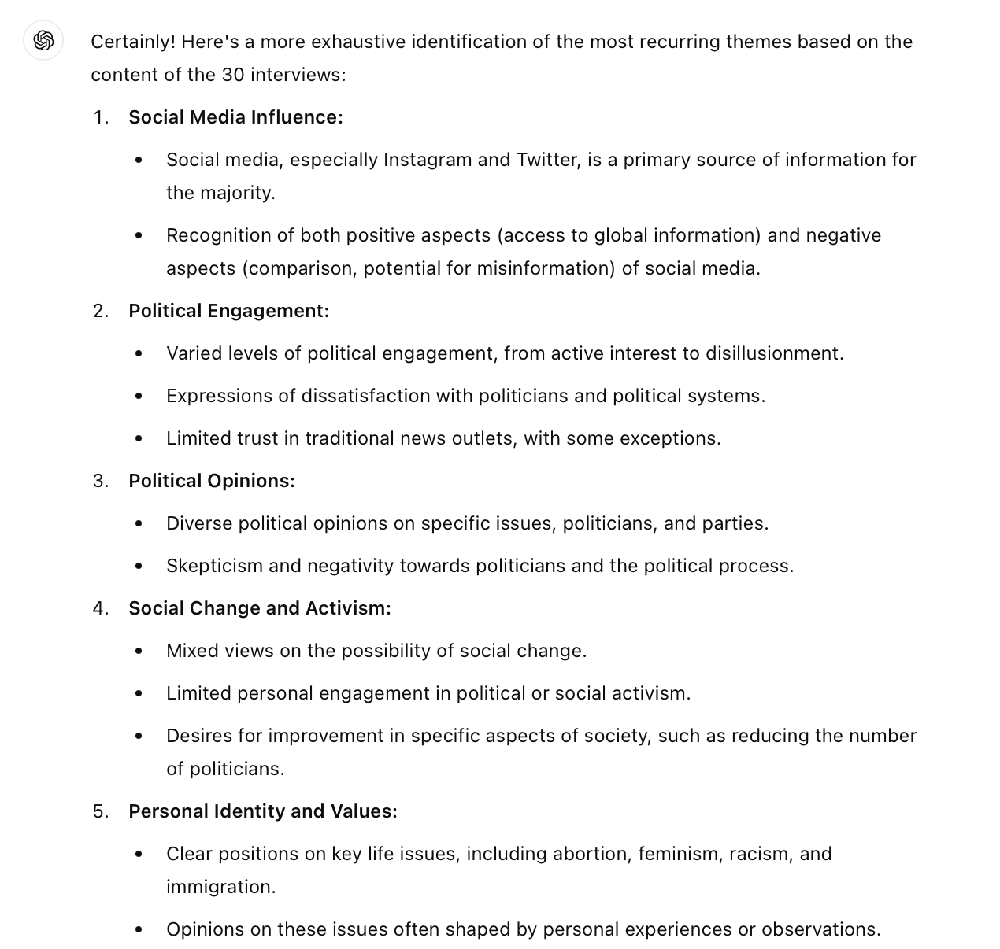 Certainly! Here's a more exhaustive identification of the most recurring themes based on the
content of the 30 interviews:
1. Social Media Influence:
• Social media, especially Instagram and Twitter, is a primary source of information for
the majority.
• Recognition of both positive aspects (access to global information) and negative
aspects (comparison, potential for misinformation) of social media.
2. Political Engagement:
• Varied levels of political engagement, from active interest to disillusionment.
• Expressions of dissatisfaction with politicians and political systems.
• Limited trust in traditional news outlets, with some exceptions.
3. Political Opinions:
• Diverse political opinions on specific issues, politicians, and parties.
• Skepticism and negativity towards politicians and the political process.
4. Social Change and Activism:
• Mixed views on the possibility of social change.
• Limited personal engagement in political or social activism.
• Desires for improvement in specific aspects of society, such as reducing the number
of politicians.
5. Personal Identity and Values:
• Clear positions on key life issues, including abortion, feminism, racism, and
immigration.
• Opinions on these issues often shaped by personal experiences or observations.